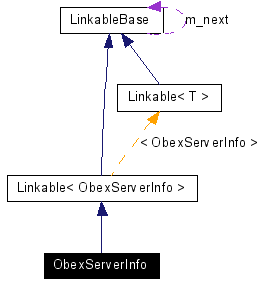 LinkableBase
m_next
Linkable< T >
< ObexServerInfo >
Linkable< ObexServerInfo >
ObexServerInfo